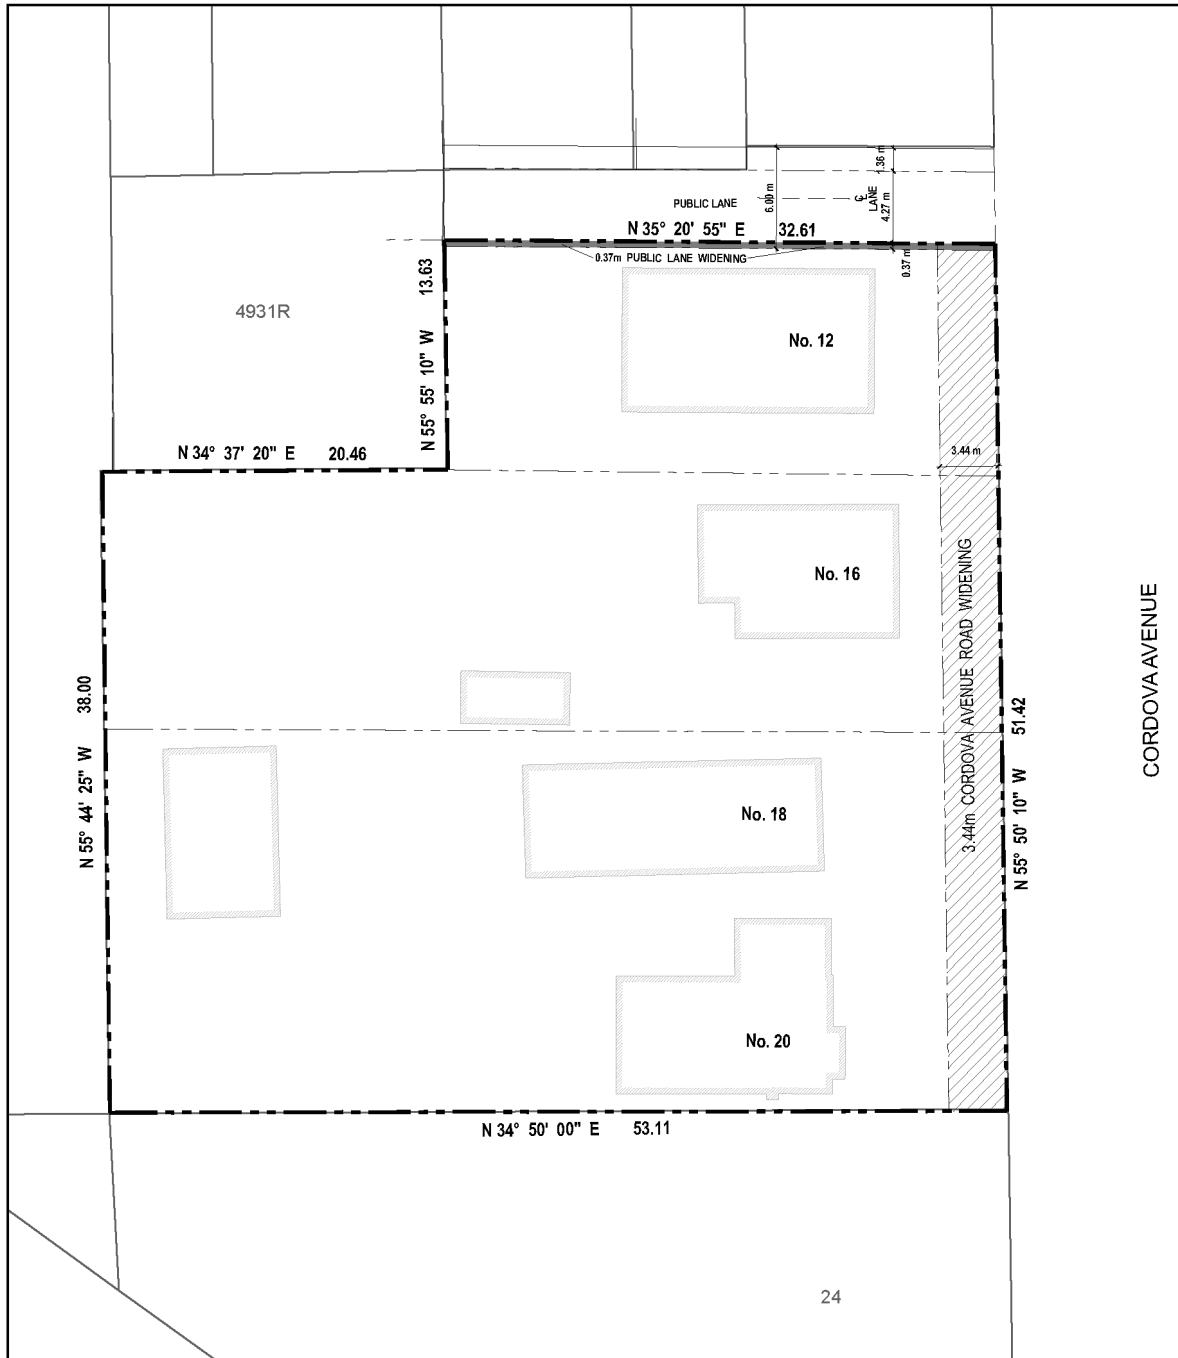 1.36 m
6.00 m
PUBLIC LANE
℄
LANE
4.27 m
N 35° 20' 55" E 32.61
0.37m PUBLIC LANE WIDENING
0.37 m
13.63
N 55° 55' 10" W
4931R
No. 12
N 34° 37' 20" E 20.46
3.44 m
No. 16
3.44m CORDOVA AVENUE ROAD WIDENING
CORDOVA AVENUE
N 55° 44' 25" W 38.00
N 55° 50' 10" W 51.42
No. 18
No. 20
N 34° 50' 00" E 53.11
24